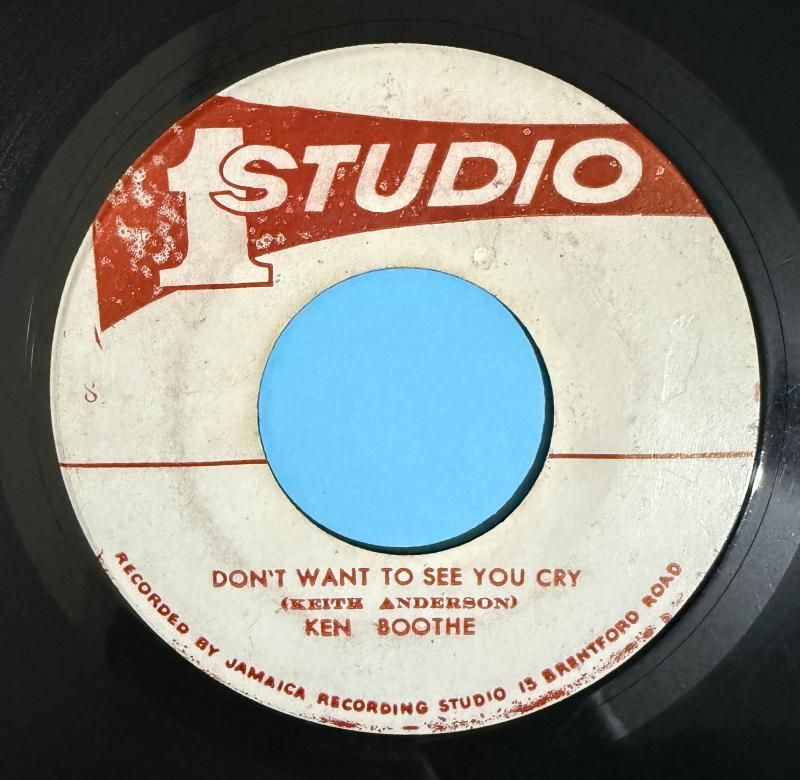 1 STUDIO
DON'T WANT TO SEE YOU CRY
(KEITH ANDERSON)
KEN BOOTHE
RECORDED BY JAMAICA RECORDING STUDIO 13 BRENTFORD ROAD